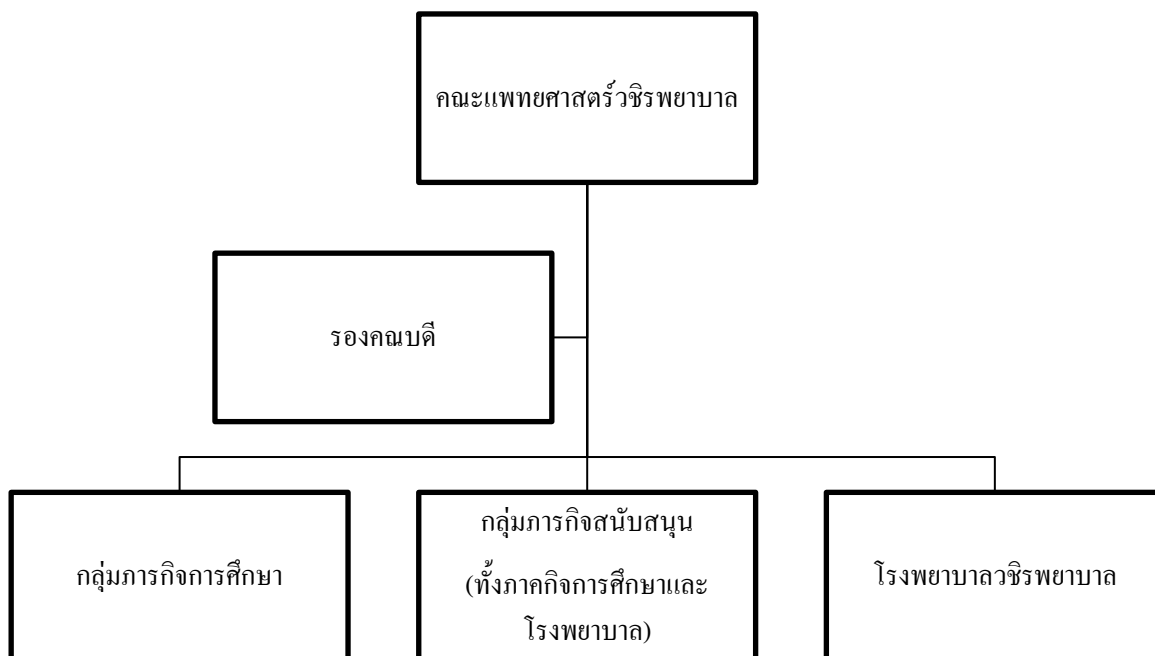 คณะแพทยศาสตร์วชิรพยาบาล
รองคณบดี
กลุ่มภารกิจการศึกษา
กลุ่มภารกิจสนับสนุน
(ทั้งภาคกิจการศึกษาและ
โรงพยาบาล)
โรงพยาบาลวชิรพยาบาล